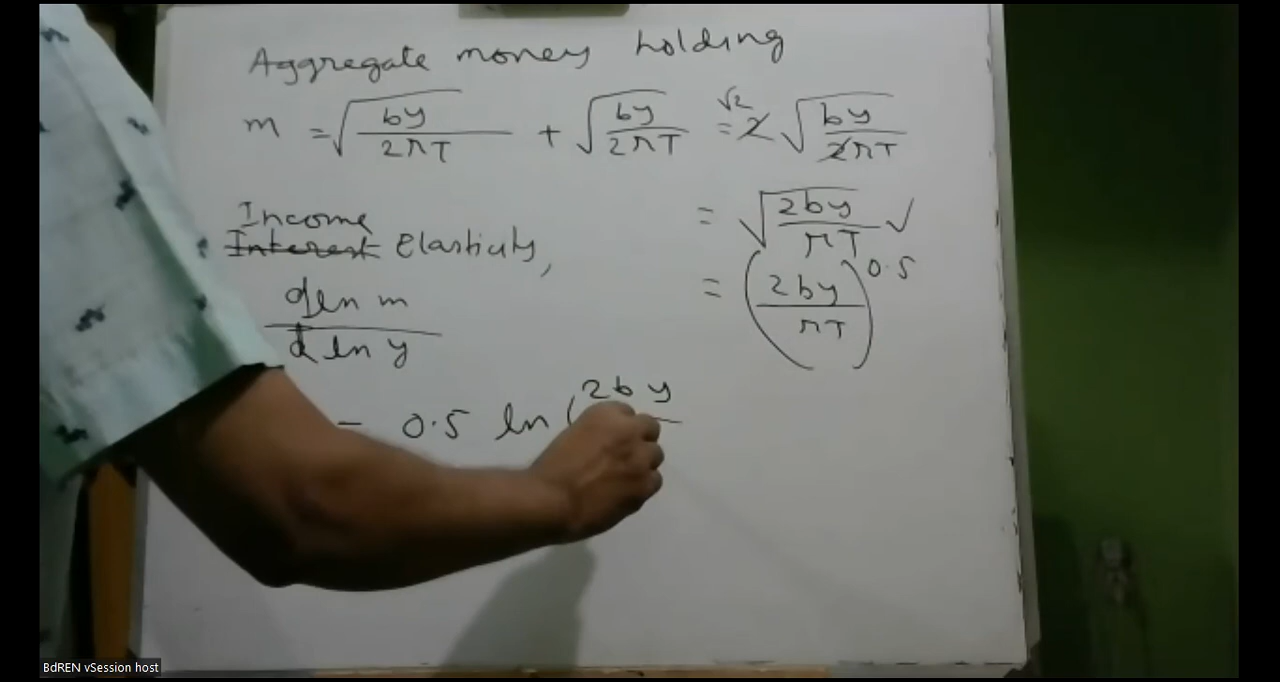 Aggregate money holding
m = √(by / 2rT) + √(by / 2rT) = √2 2 √(by / 2rT)
= √(2by / rT) √
= (2by / rT)^0.5
Income
Interest Elasticity,
d ln m / d ln y
= 0.5 ln (2by
BdREN vSession host